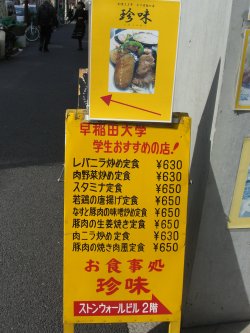 珍味
早稲田大学
学生おすすめの店!
レバニラ炒め定食 ¥630
肉野菜炒め定食 ¥630
スタミナ定食 ¥650
若鶏の唐揚げ定食 ¥650
なすと豚肉の味噌炒め定食 ¥650
豚肉の生姜焼き定食 ¥650
肉ニラ炒め定食 ¥630
豚肉の焼き肉風定食 ¥650
お食事処
珍味
ストンウォールビル2階